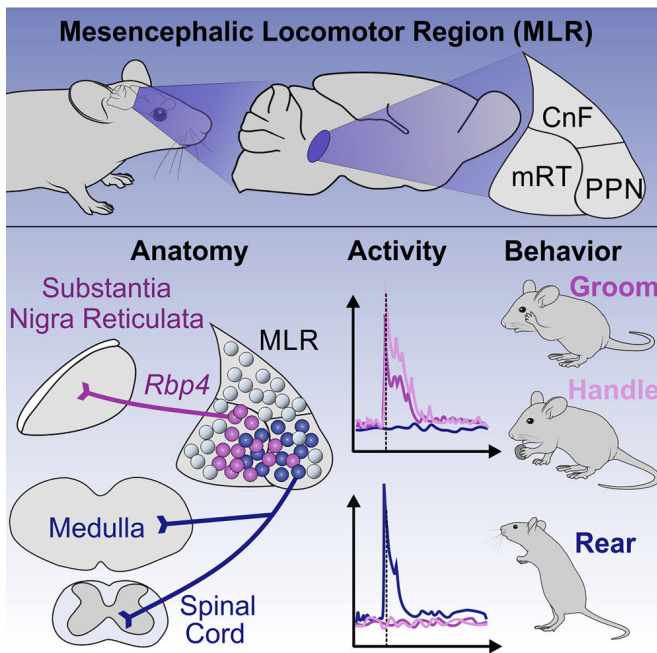 Mesencephalic Locomotor Region (MLR)
CnF
mRT
PPN
Anatomy
Activity
Behavior
Substantia
Nigra Reticulata
MLR
Rbp4
Medulla
Spinal
Cord
Groom
Handle
Rear